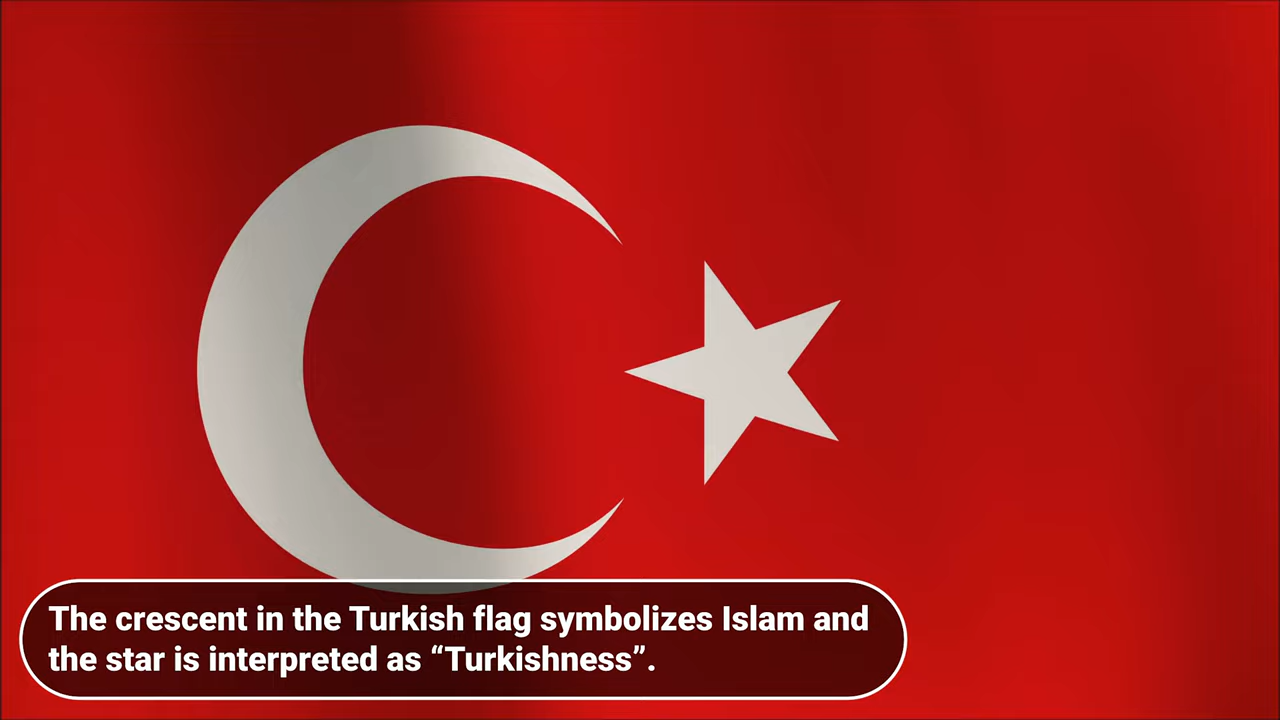 The crescent in the Turkish flag symbolizes Islam and
the star is interpreted as “Turkishness”.